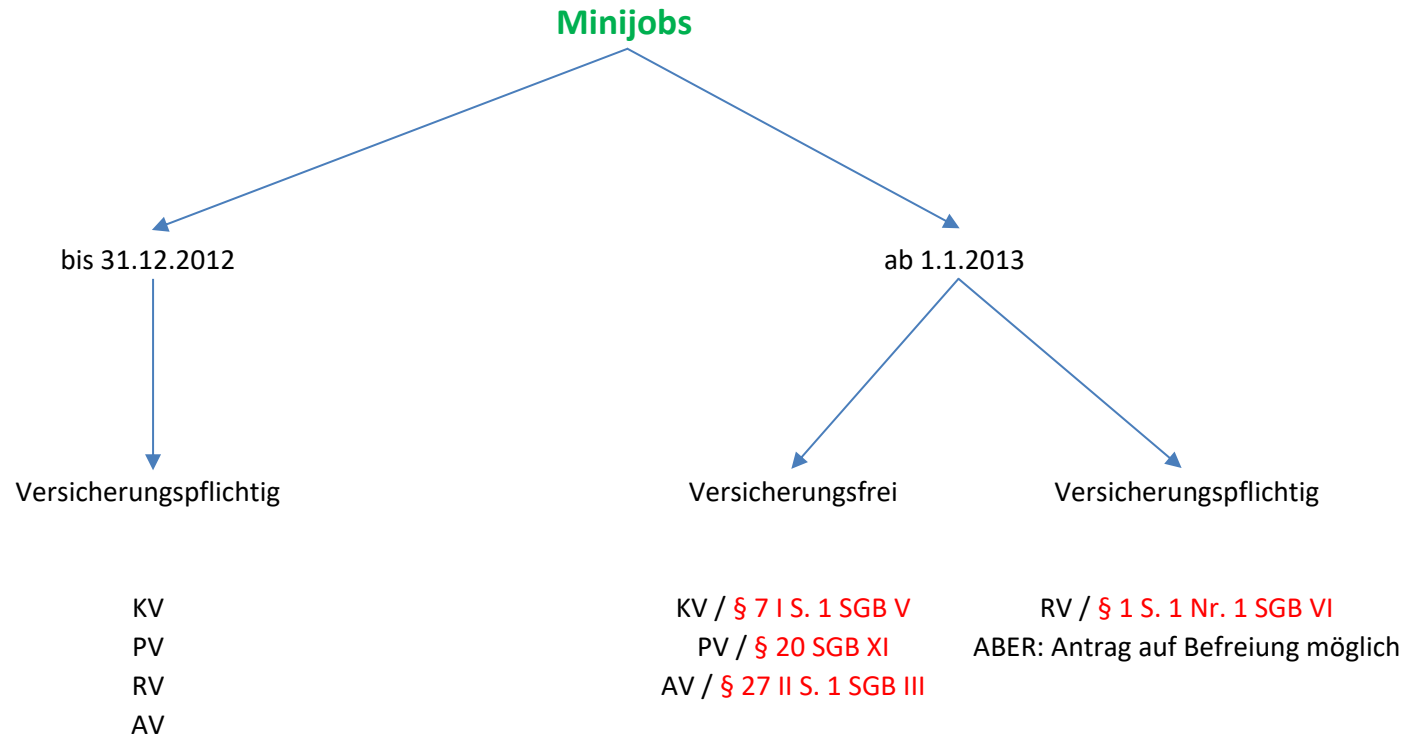 Minijobs
bis 31.12.2012
ab 1.1.2013
Versicherungspflichtig
Versicherungsfrei
Versicherungspflichtig
KV
PV
RV
AV
KV / § 7 I S. 1 SGB V
PV / § 20 SGB XI
AV / § 27 II S. 1 SGB III
RV / § 1 S. 1 Nr. 1 SGB VI
ABER: Antrag auf Befreiung möglich